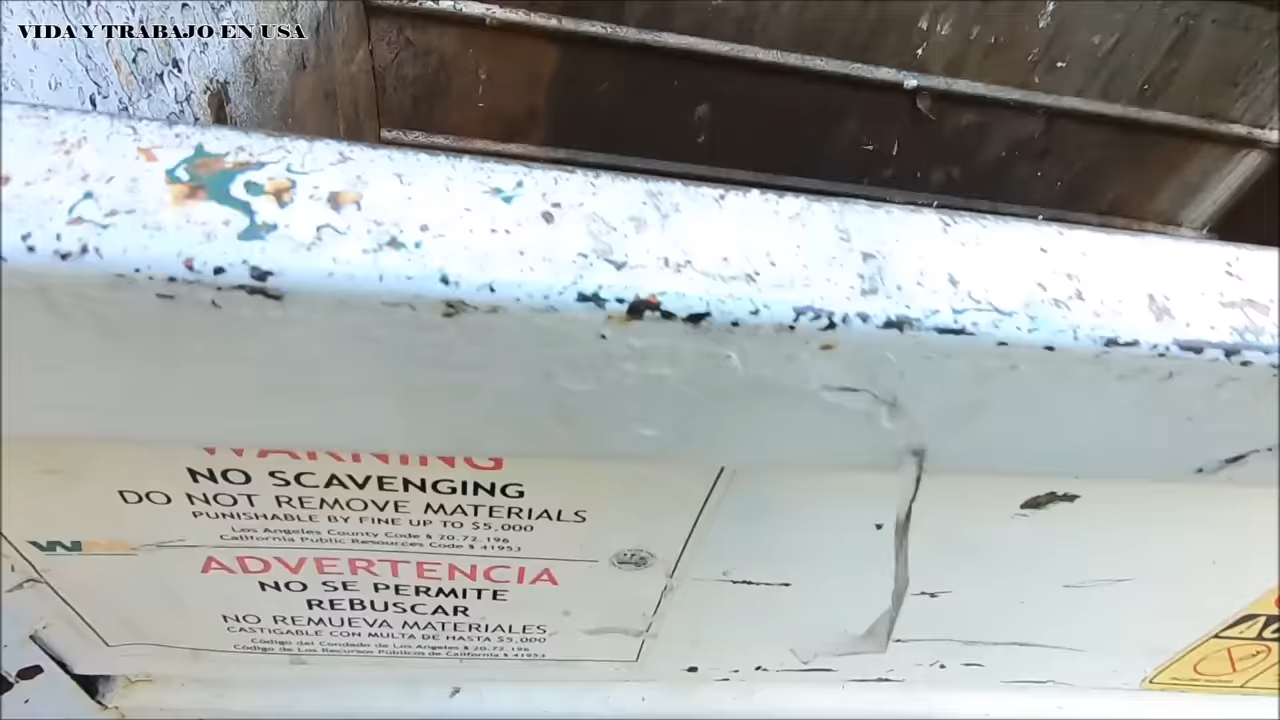 VIDA Y TRABAJO EN USA
WARNING
NO SCAVENGING
DO NOT REMOVE MATERIALS
PUNISHABLE BY FINE UP TO $5,000
Los Angeles County Code § 20.72.196
California Public Resources Code § 41953
WM
ADVERTENCIA
NO SE PERMITE
REBUSCAR
NO REMUEVA MATERIALES
CASTIGABLE CON MULTA DE HASTA $5,000
Código del Condado de Los Angeles § 20.72.196
Código de Los Recursos Públicos de California § 41953